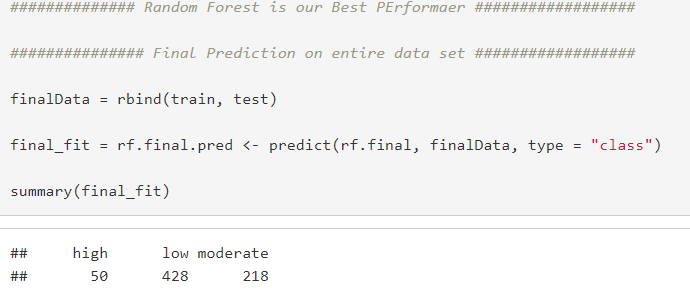 ############## Random Forest is our Best PErformaer ##################
############### Final Prediction on entire data set ##################
finalData = rbind(train, test)
final_fit = rf.final.pred <- predict(rf.final, finalData, type = "class")
summary(final_fit)
##     high      low moderate
##       50      428      218